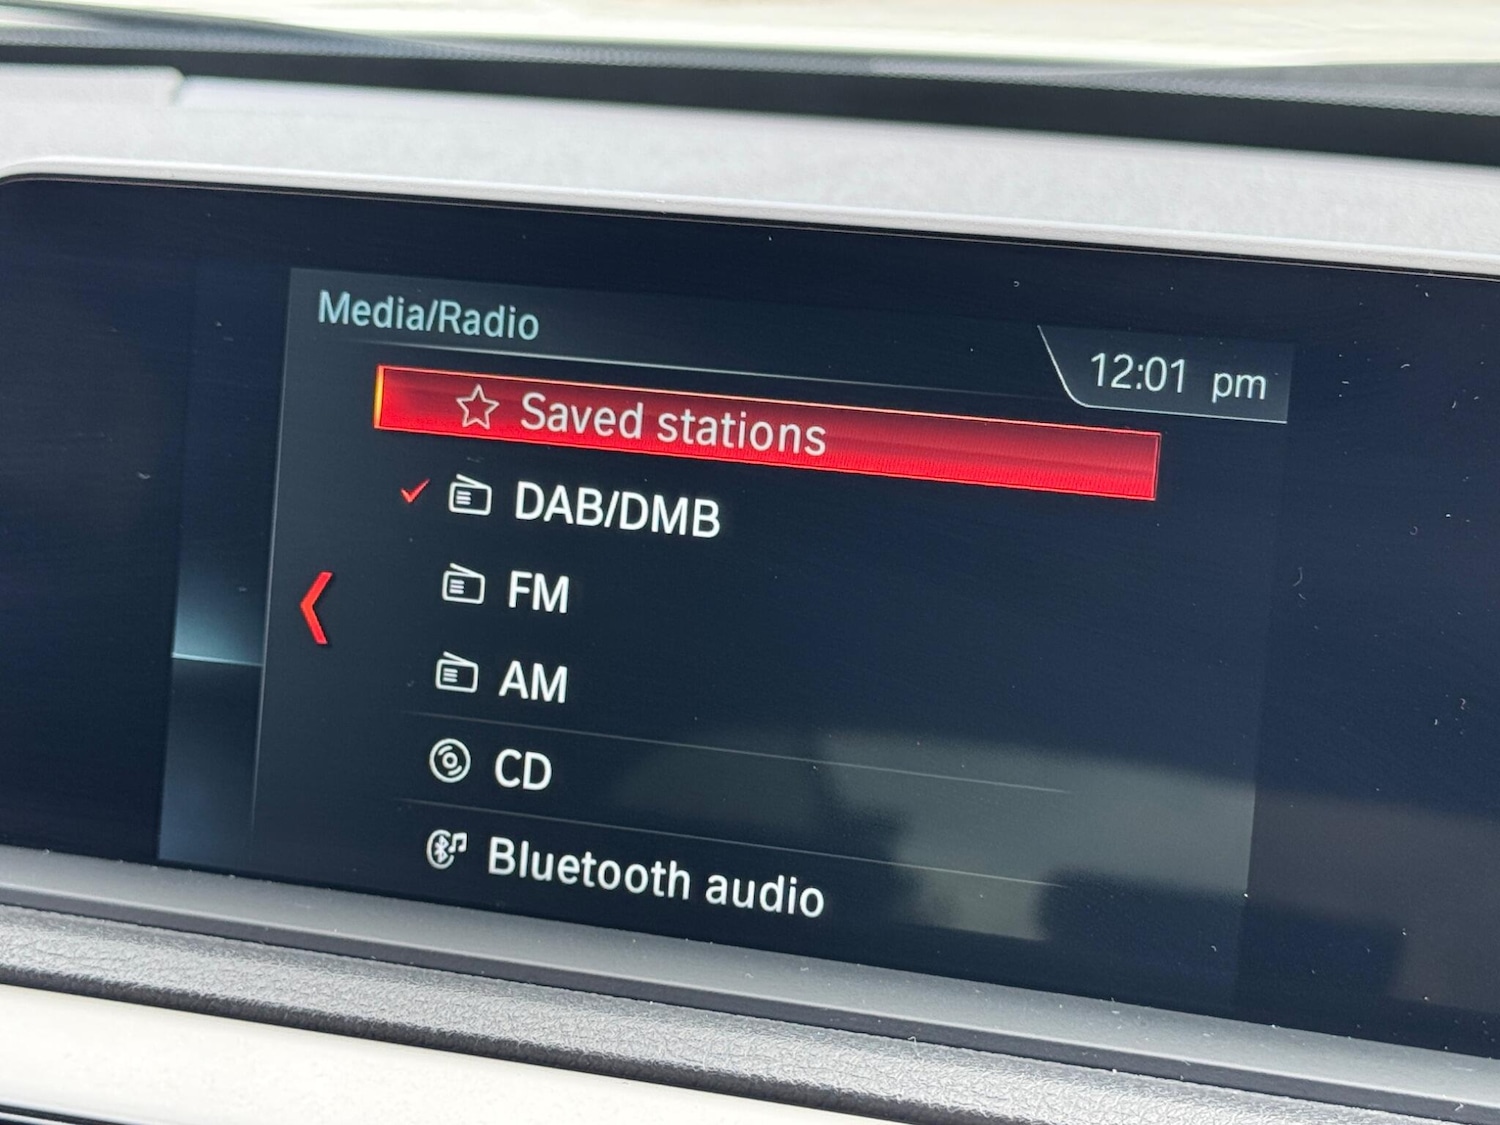 Media/Radio
12:01 pm
Saved stations
DAB/DMB
FM
AM
CD
Bluetooth audio